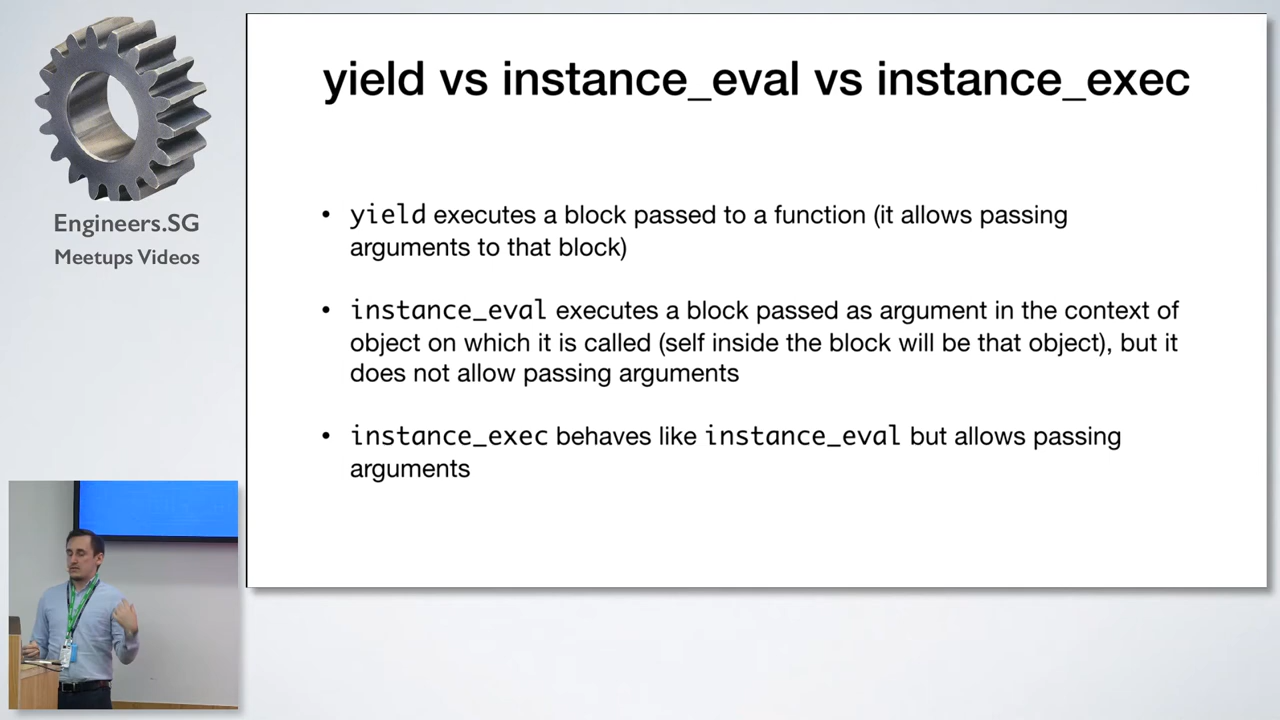 yield vs instance_eval vs instance_exec
Engineers.SG
Meetups Videos
• yield executes a block passed to a function (it allows passing
arguments to that block)
• instance_eval executes a block passed as argument in the context of
object on which it is called (self inside the block will be that object), but it
does not allow passing arguments
• instance_exec behaves like instance_eval but allows passing
arguments